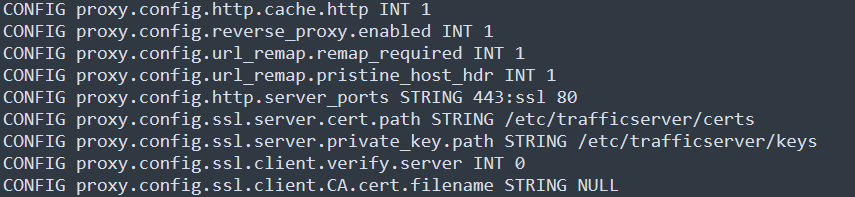 CONFIG proxy.config.http.cache.http INT 1
CONFIG proxy.config.reverse_proxy.enabled INT 1
CONFIG proxy.config.url_remap.remap_required INT 1
CONFIG proxy.config.url_remap.pristine_host_hdr INT 1
CONFIG proxy.config.http.server_ports STRING 443:ssl 80
CONFIG proxy.config.ssl.server.cert.path STRING /etc/trafficserver/certs
CONFIG proxy.config.ssl.server.private_key.path STRING /etc/trafficserver/keys
CONFIG proxy.config.ssl.client.verify.server INT 0
CONFIG proxy.config.ssl.client.CA.cert.filename STRING NULL